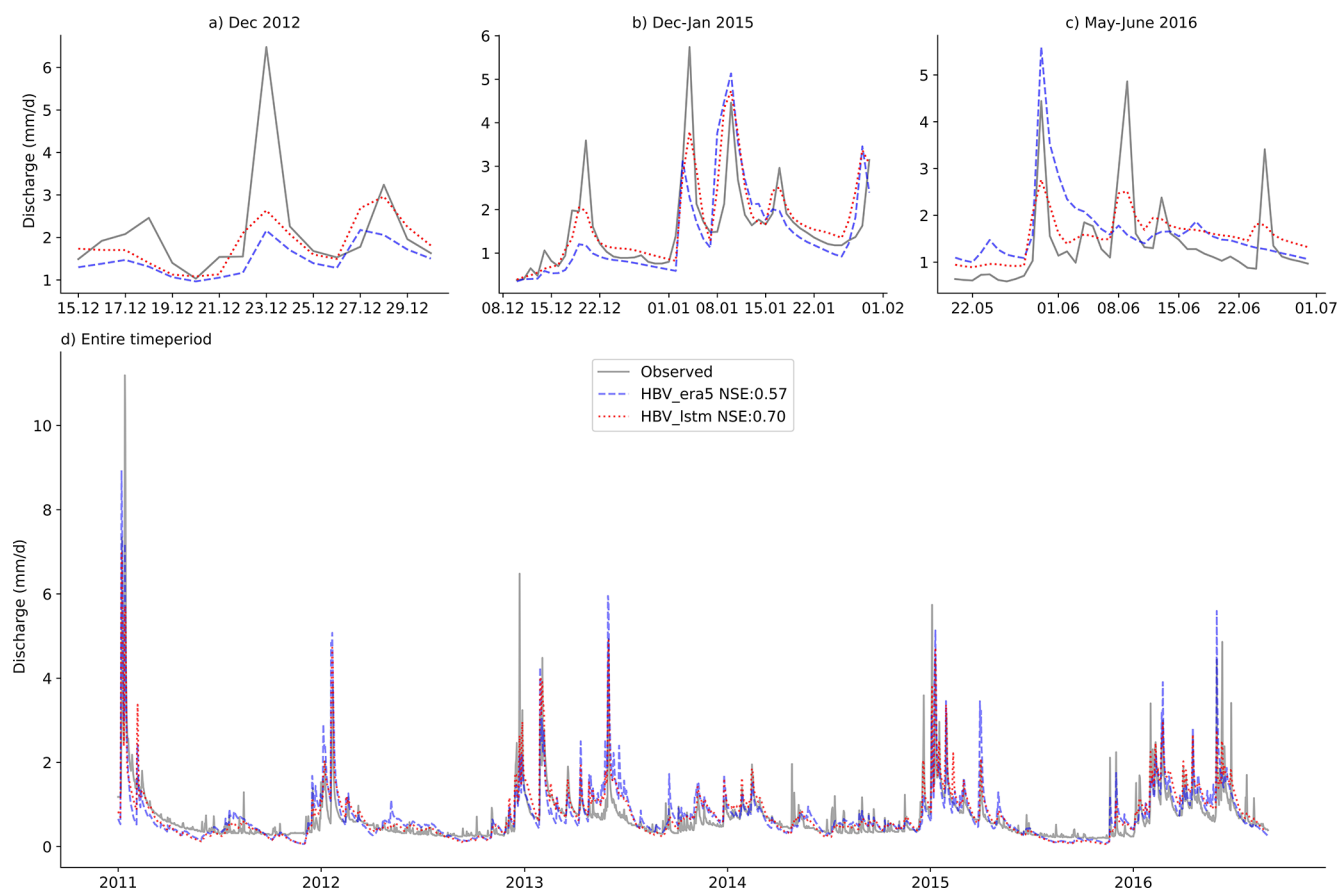 a) Dec 2012
b) Dec-Jan 2015
c) May-June 2016
Discharge (mm/d)
6
5
4
3
2
1
15.12 17.12 19.12 21.12 23.12 25.12 27.12 29.12
6
5
4
3
2
1
08.12 15.12 22.12 01.01 08.01 15.01 22.01 01.02
5
4
3
2
1
22.05 01.06 08.06 15.06 22.06 01.07
d) Entire timeperiod
Observed
HBV_era5 NSE:0.57
HBV_lstm NSE:0.70
Discharge (mm/d)
10
8
6
4
2
0
2011 2012 2013 2014 2015 2016